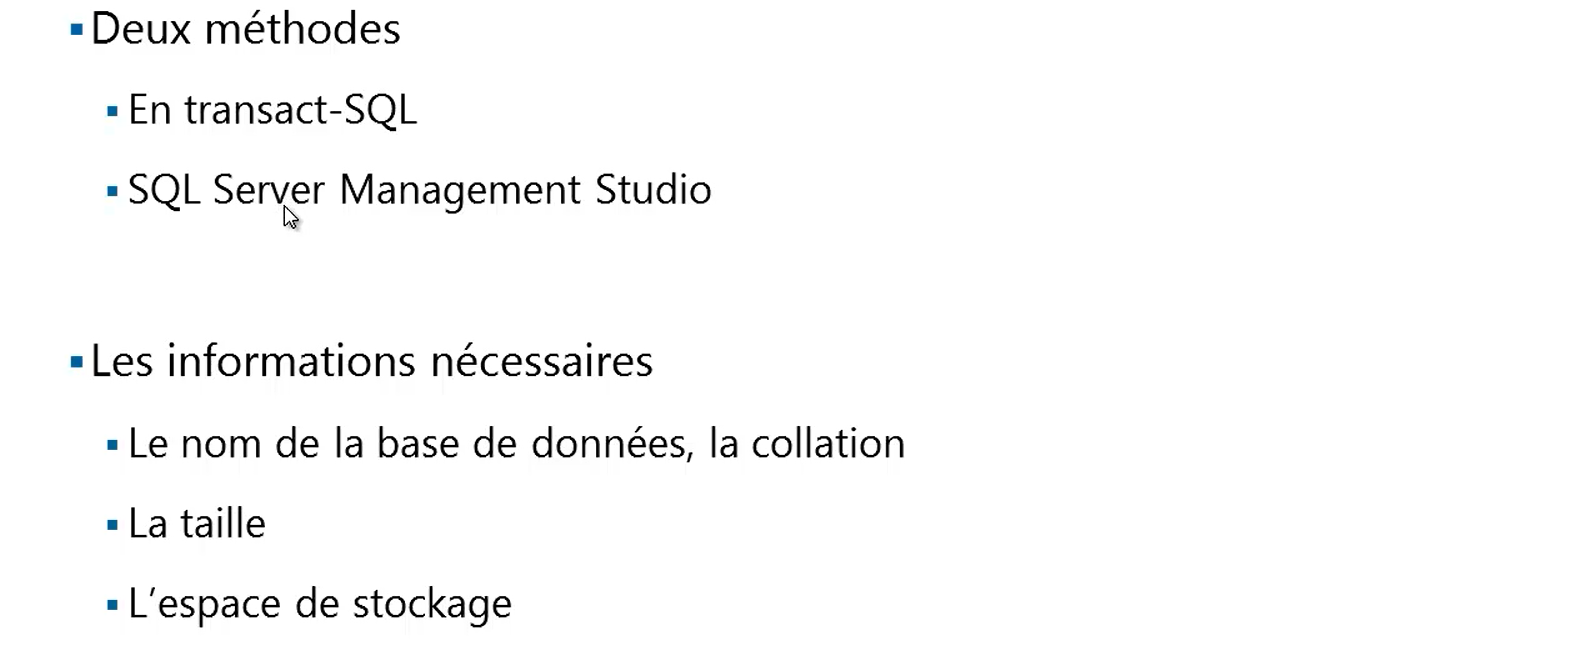 Deux méthodes
En transact-SQL
SQL Server Management Studio
Les informations nécessaires
Le nom de la base de données, la collation
La taille
L’espace de stockage